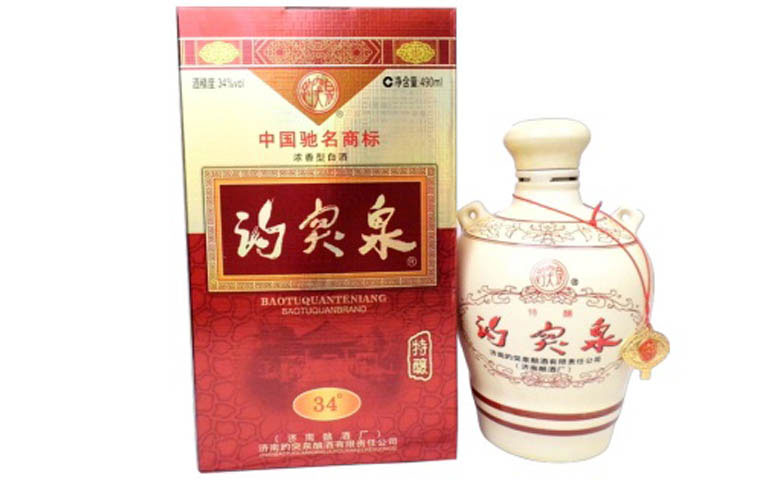 酒精度 34%vol
净含量 490ml
中国驰名商标
浓香型白酒
趵突泉
®
BAOTUQUANTENIANG
BAOTUQUANBRAND
特酿
34°
(济南酿酒厂)
济南趵突泉酿酒有限责任公司
®
特酿
趵突泉
济南趵突泉酿酒有限责任公司
(济南酿酒厂)